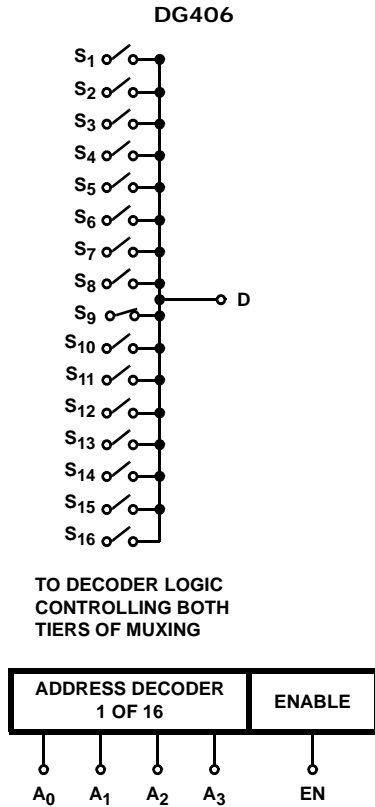 DG406
S1
S2
S3
S4
S5
S6
S7
S8
D
S9
S10
S11
S12
S13
S14
S15
S16
TO DECODER LOGIC
CONTROLLING BOTH
TIERS OF MUXING
ADDRESS DECODER
1 OF 16
ENABLE
A0 A1 A2 A3 EN